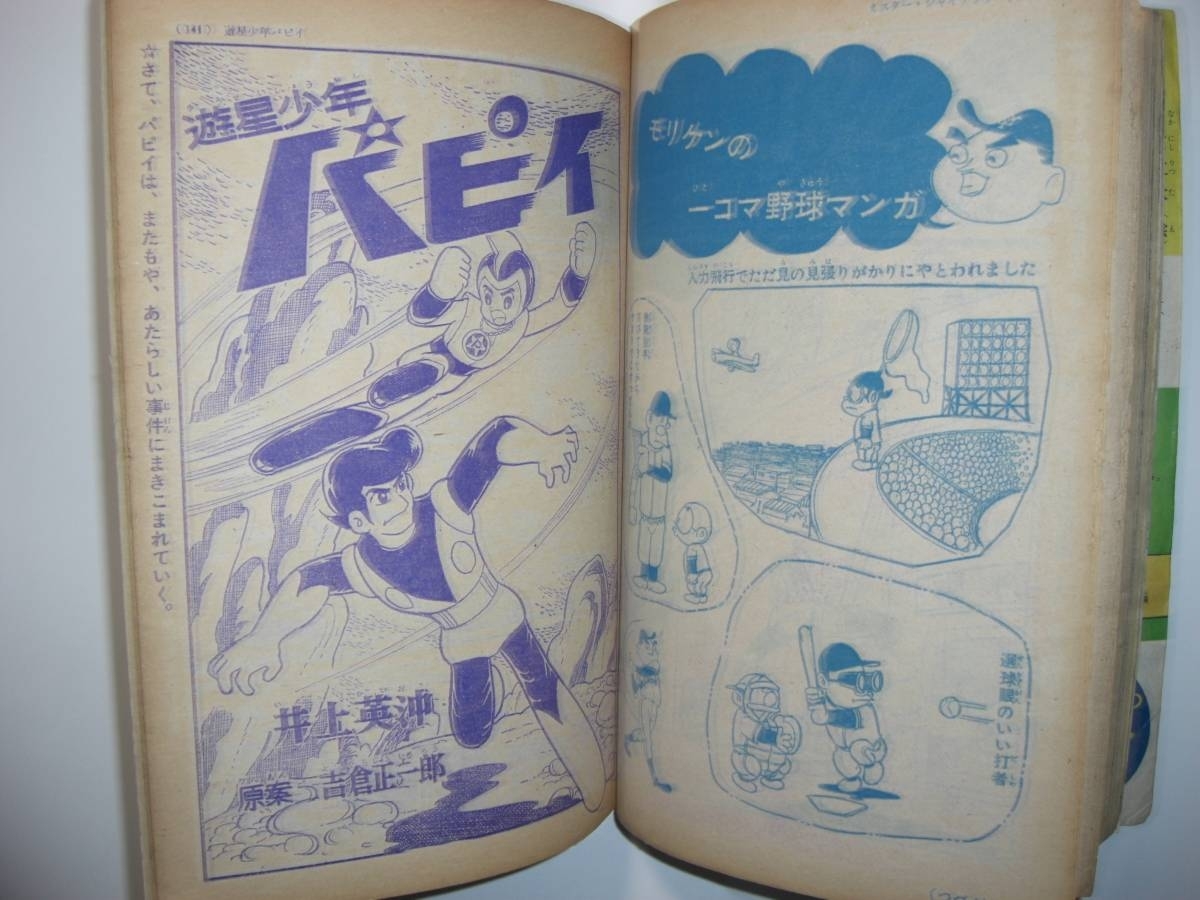 (141) 遊星少年パピイ
遊星少年
パピイ
☆さて、パピイは、またもや、あたらしい事件にまきこまれていく。
井上英沖
原案 吉倉正一郎
モリケンの
一コマ野球マンガ
人力飛行でただ見の見張りがかりにやとわれました
選球眼のいい打者